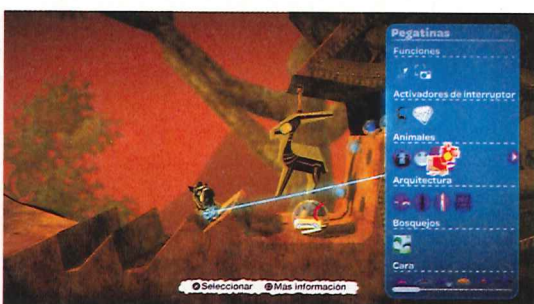 Pegatinas
Funciones
Activadores de interruptor
Animales
Arquitectura
Bosquejos
Cara
Seleccionar Mas información